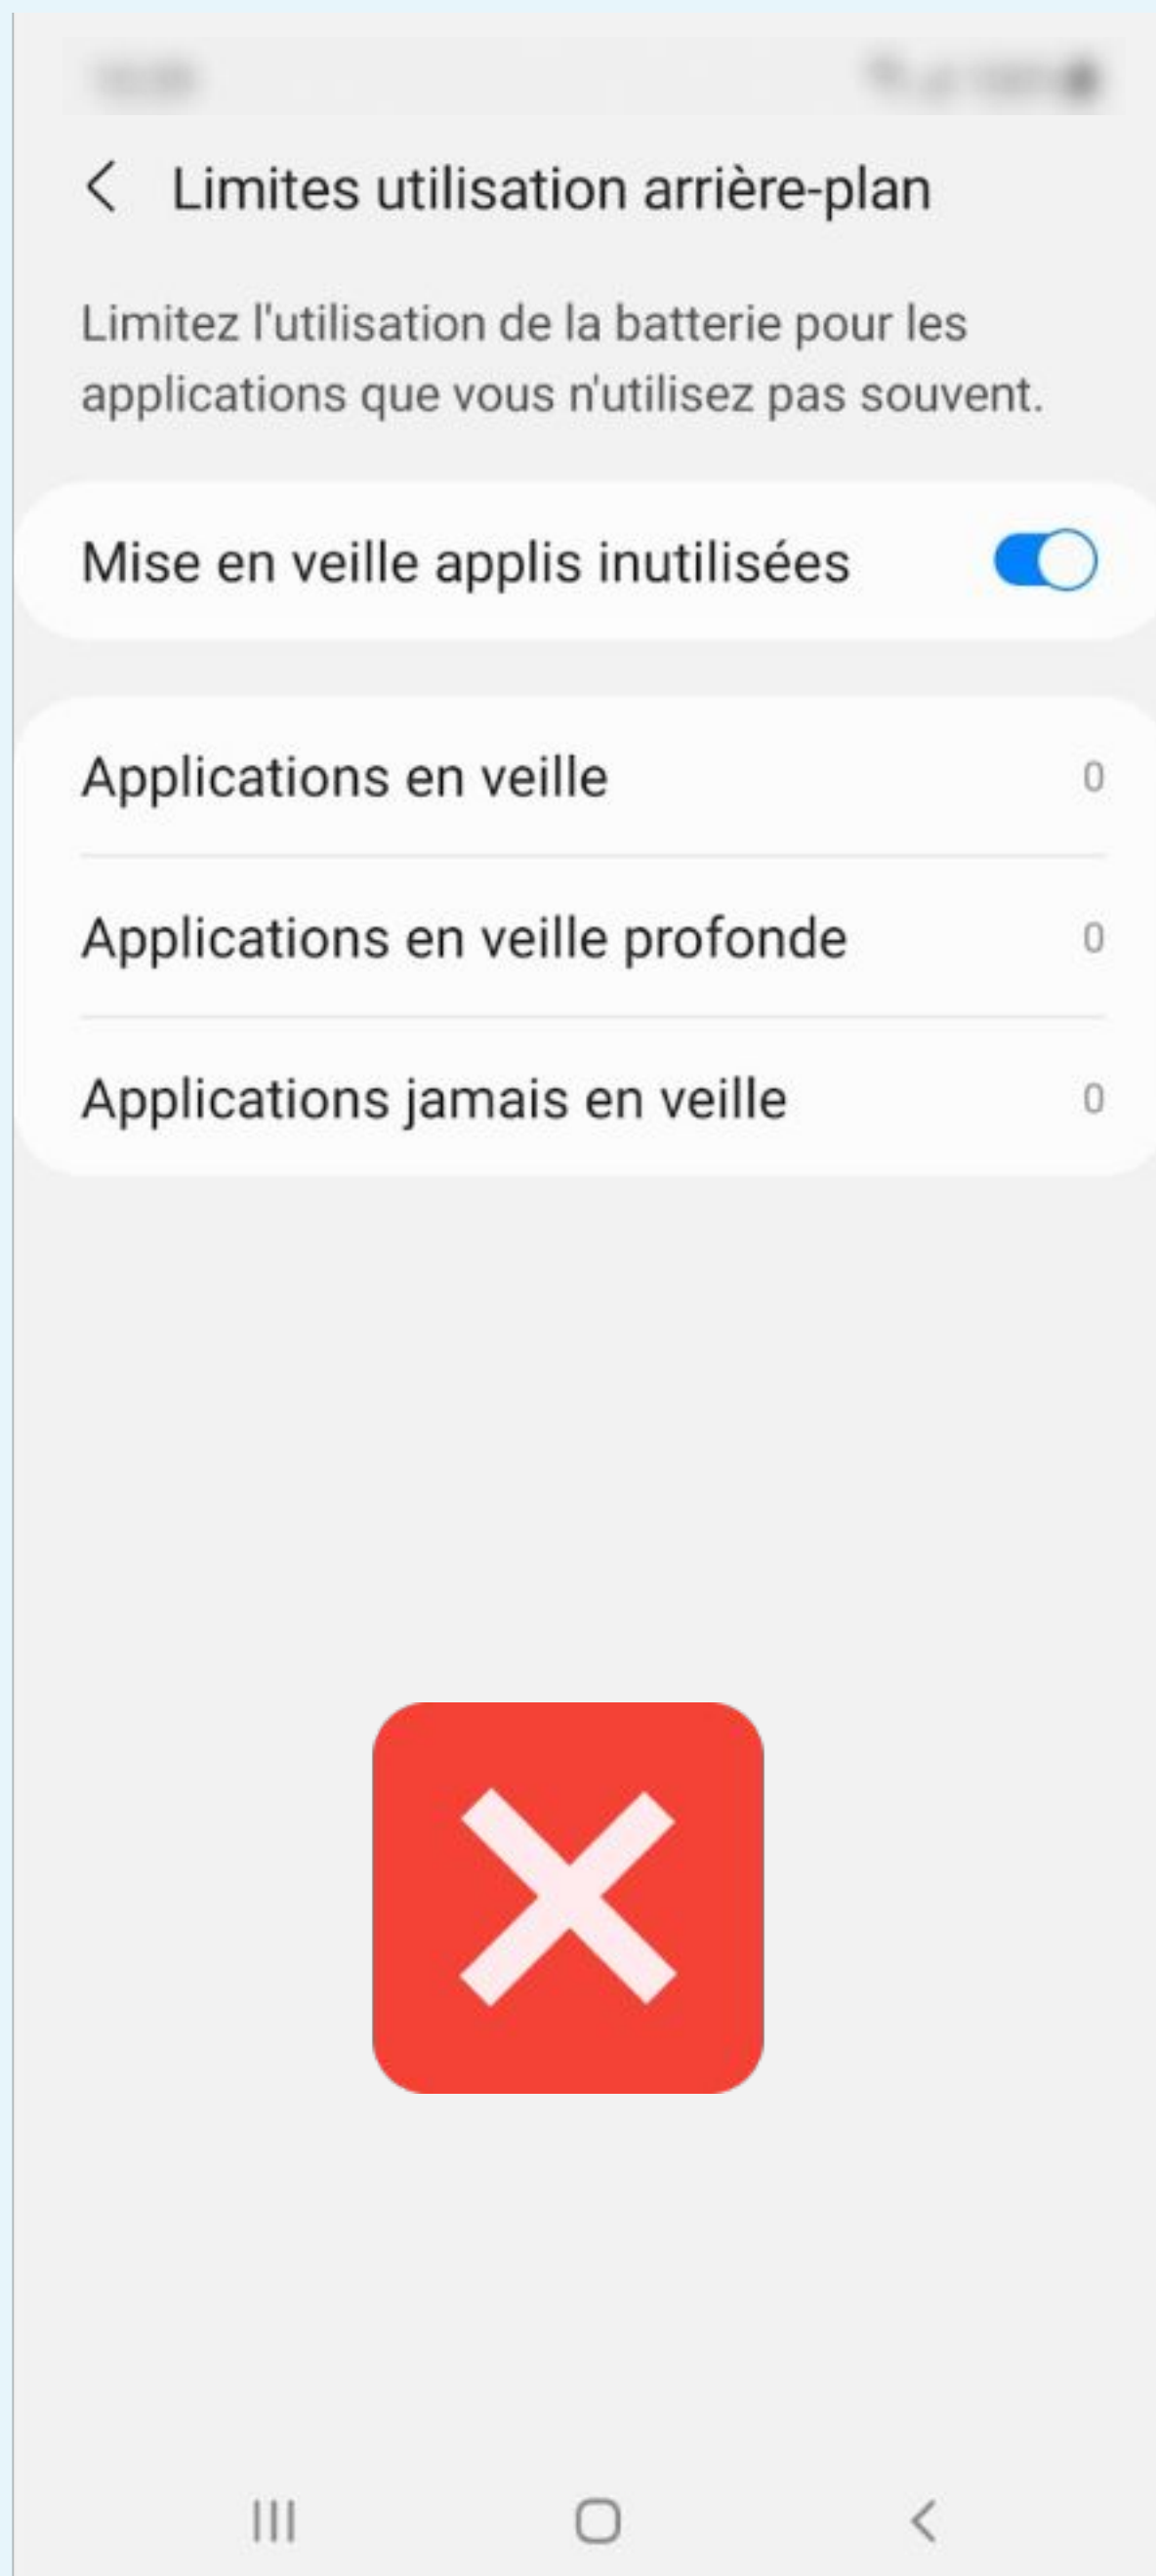 Limites utilisation arrière-plan
Limitez l'utilisation de la batterie pour les
applications que vous n'utilisez pas souvent.
Mise en veille applis inutilisées
Applications en veille 0
Applications en veille profonde 0
Applications jamais en veille 0